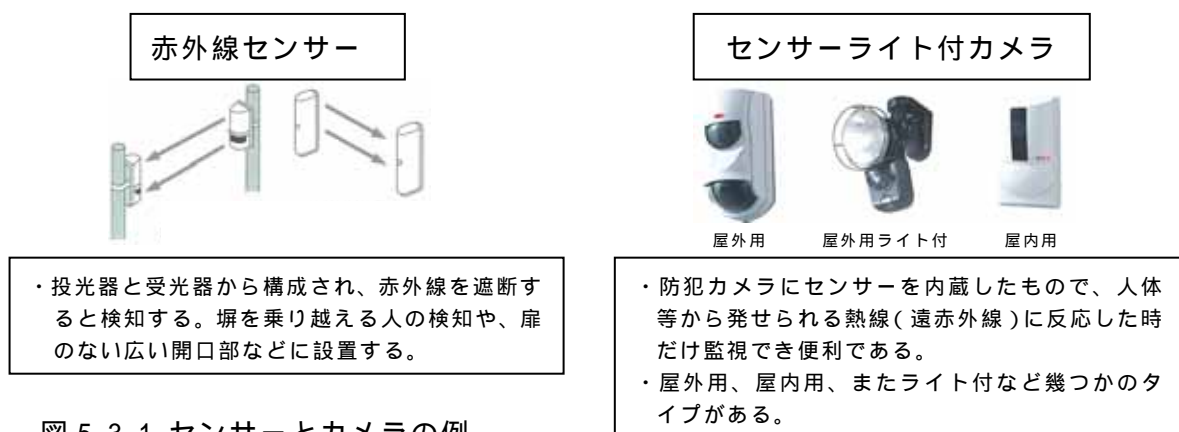 赤外線センサー
・投光器と受光器から構成され、赤外線を遮断す
ると検知する。塀を乗り越える人の検知や、扉
のない広い開口部などに設置する。
センサーライト付カメラ
屋外用 屋外用ライト付 屋内用
・防犯カメラにセンサーを内蔵したもので、人体
等から発せられる熱線(遠赤外線)に反応した時
だけ監視でき便利である。
・屋外用、屋内用、またライト付など幾つかのタ
イプがある。
図5.3.1 センサーとカメラの例